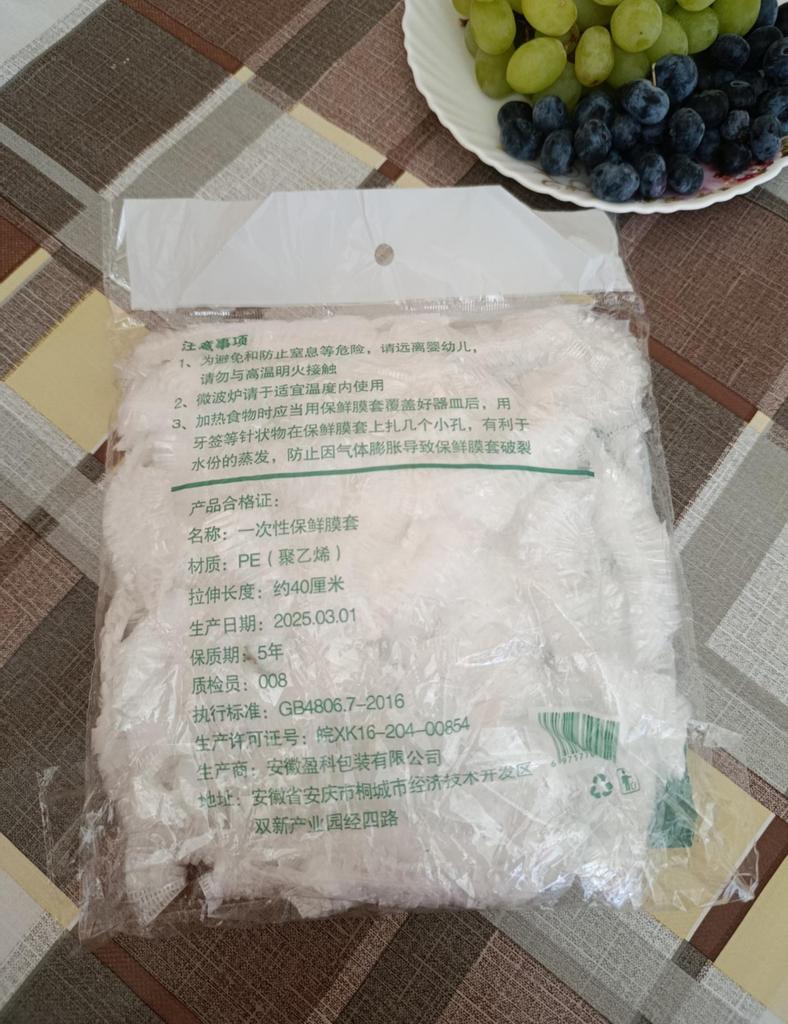 注意事项
1、为避免和防止窒息等危险，请远离婴幼儿，
请勿与高温明火接触
2、微波炉请于适宜温度内使用
3、加热食物时应当用保鲜膜套覆盖好器皿后，用
牙签等针状物在保鲜膜套上扎几个小孔，有利于
水份的蒸发，防止因气体膨胀导致保鲜膜套破裂
产品合格证：
名称：一次性保鲜膜套
材质：PE（聚乙烯）
拉伸长度：约40厘米
生产日期：2025.03.01
保质期：5年
质检员：008
执行标准：GB4806.7-2016
生产许可证号：皖XK16-204-00854
生产商：安徽盈科包装有限公司
地址：安徽省安庆市桐城市经济技术开发区
双新产业园经四路